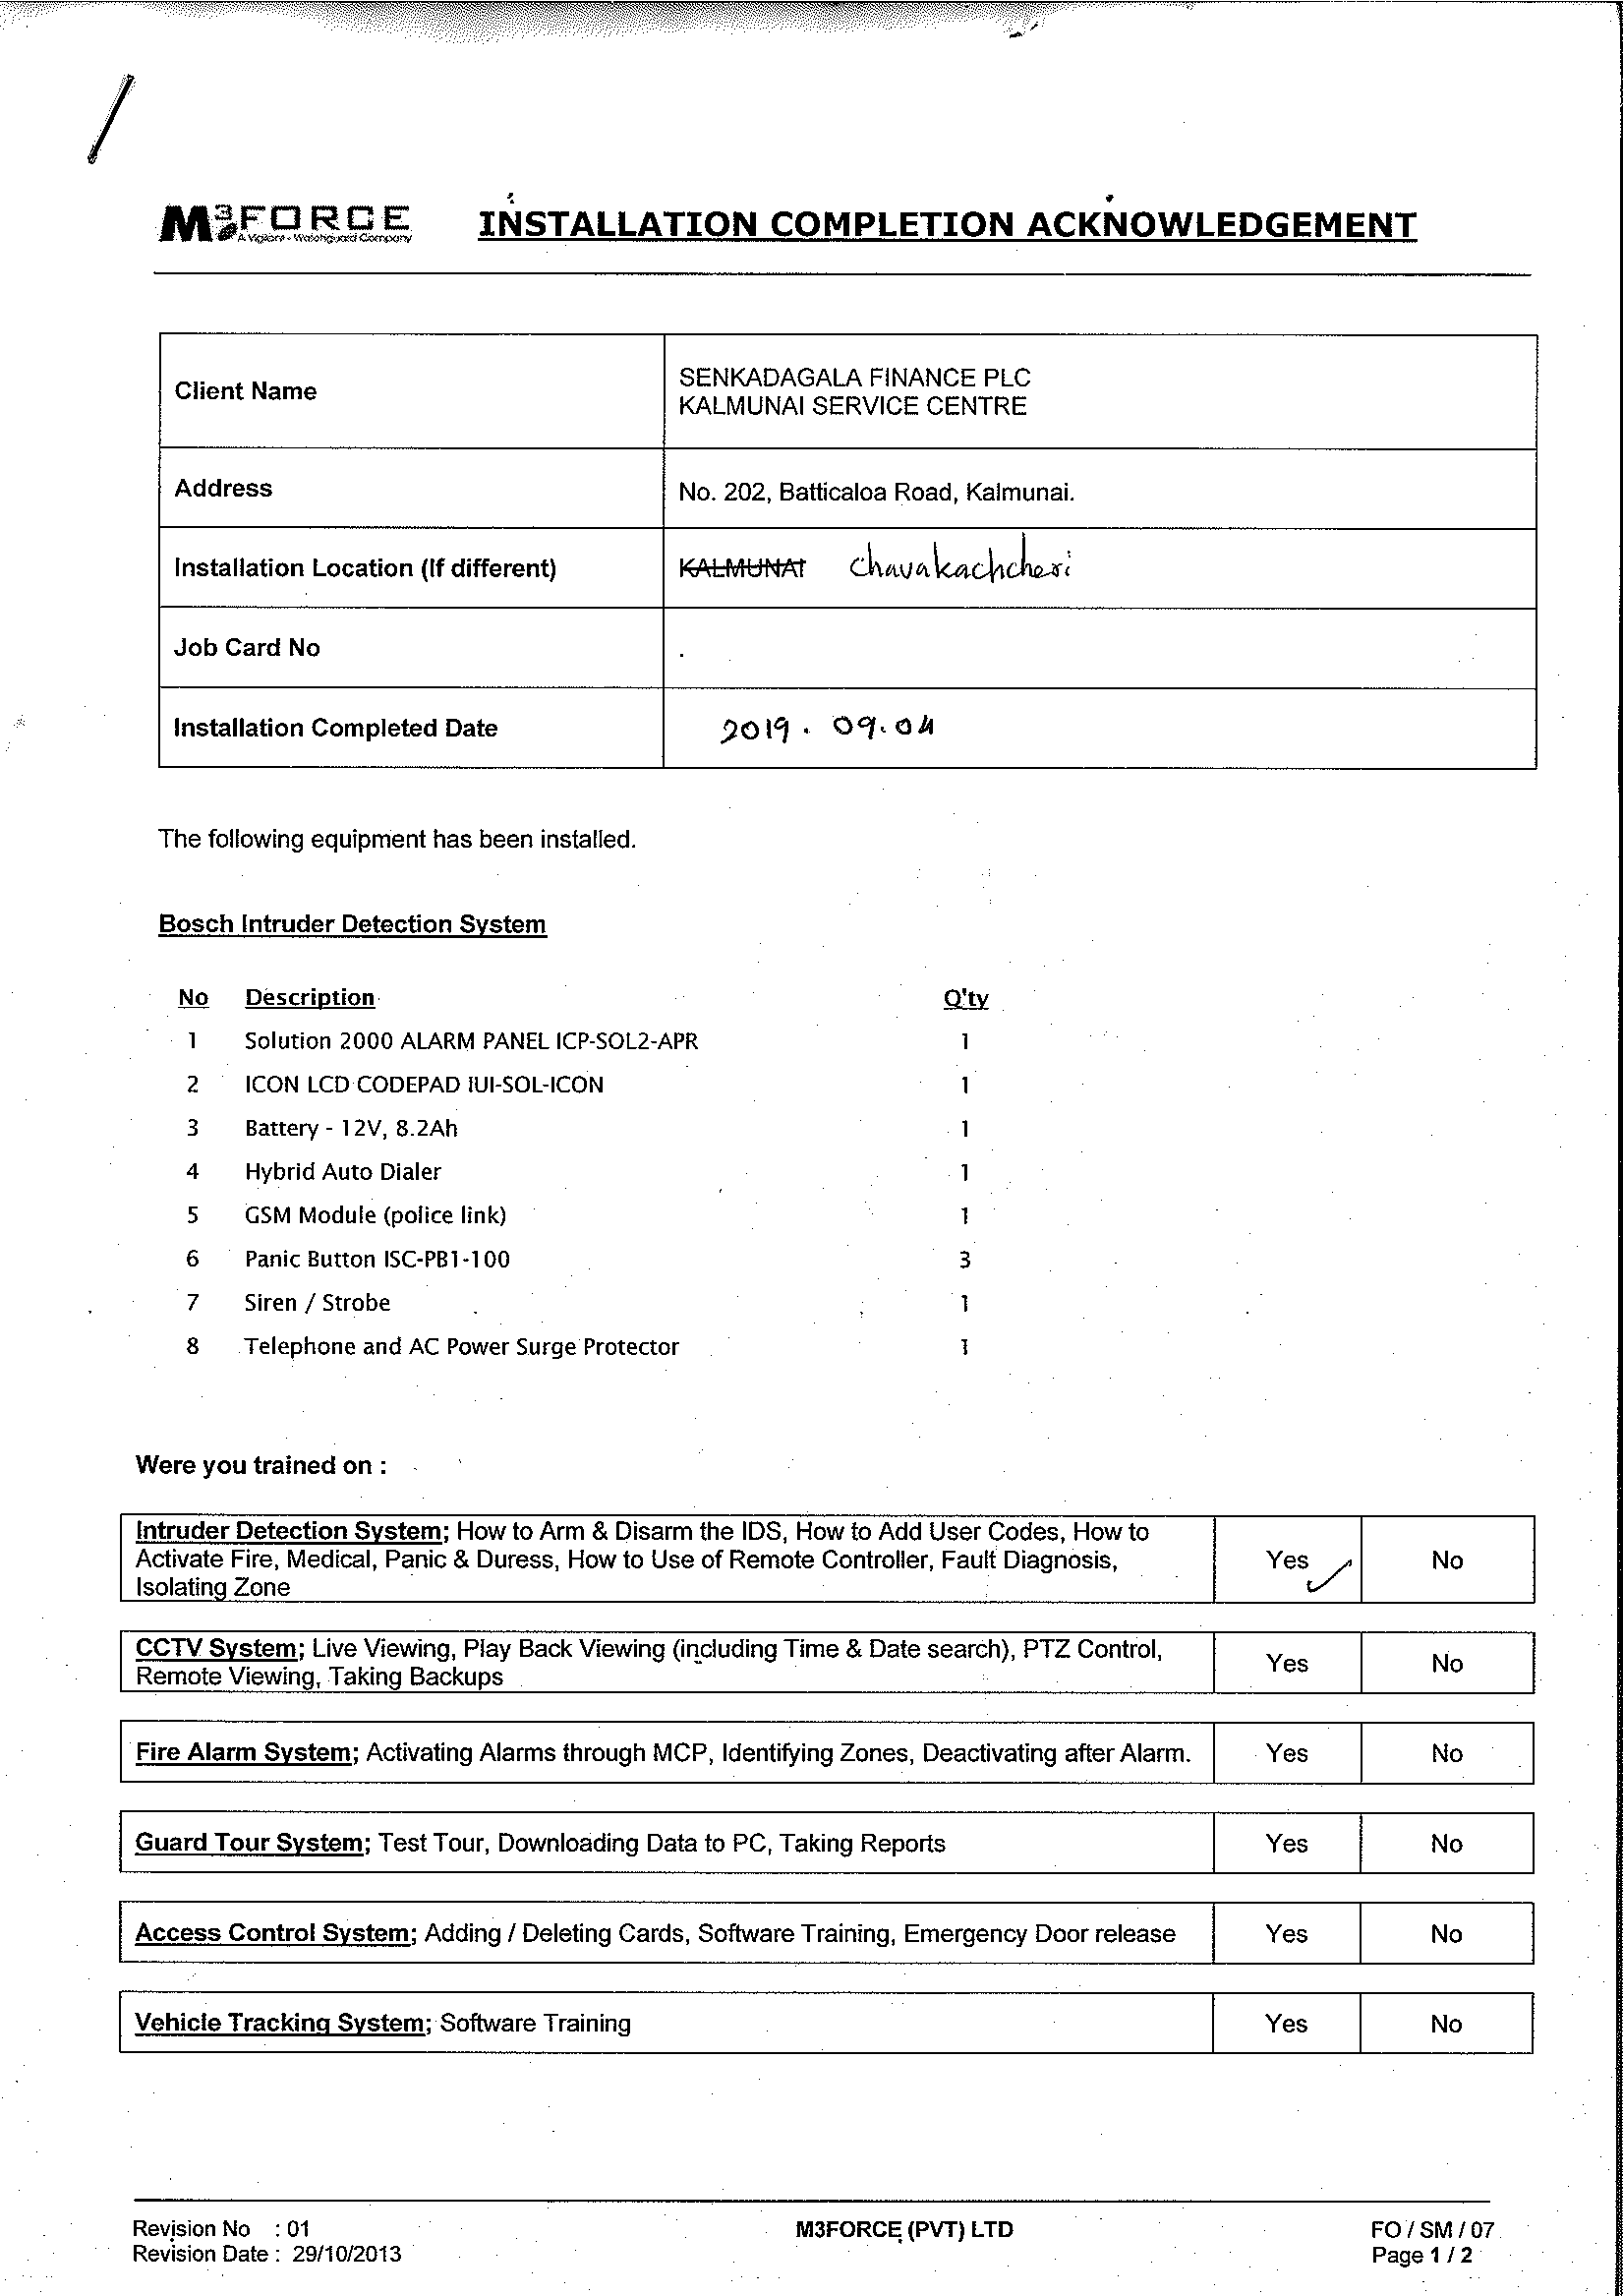 M3FORCE INSTALLATION COMPLETION ACKNOWLEDGEMENT
A Vigilant - Watchguard Company
Client Name SENKADAGALA FINANCE PLC
KALMUNAI SERVICE CENTRE
Address No. 202, Batticaloa Road, Kalmunai.
Installation Location (If different) KALMUNAI Chavakachcheri
Job Card No
Installation Completed Date 2019. 09.04
The following equipment has been installed.
Bosch Intruder Detection System
No Description Q'ty
1 Solution 2000 ALARM PANEL ICP-SOL2-APR 1
2 ICON LCD CODEPAD IUI-SOL-ICON 1
3 Battery - 12V, 8.2Ah 1
4 Hybrid Auto Dialer 1
5 GSM Module (police link) 1
6 Panic Button ISC-PB1-100 3
7 Siren / Strobe 1
8 Telephone and AC Power Surge Protector 1
Were you trained on :
Intruder Detection System; How to Arm & Disarm the IDS, How to Add User Codes, How to
Activate Fire, Medical, Panic & Duress, How to Use of Remote Controller, Fault Diagnosis, Yes No
Isolating Zone
CCTV System; Live Viewing, Play Back Viewing (including Time & Date search), PTZ Control, Yes No
Remote Viewing, Taking Backups
Fire Alarm System; Activating Alarms through MCP, Identifying Zones, Deactivating after Alarm. Yes No
Guard Tour System; Test Tour, Downloading Data to PC, Taking Reports Yes No
Access Control System; Adding / Deleting Cards, Software Training, Emergency Door release Yes No
Vehicle Tracking System; Software Training Yes No
Revision No : 01 M3FORCE (PVT) LTD FO / SM / 07
Revision Date : 29/10/2013 Page 1 / 2